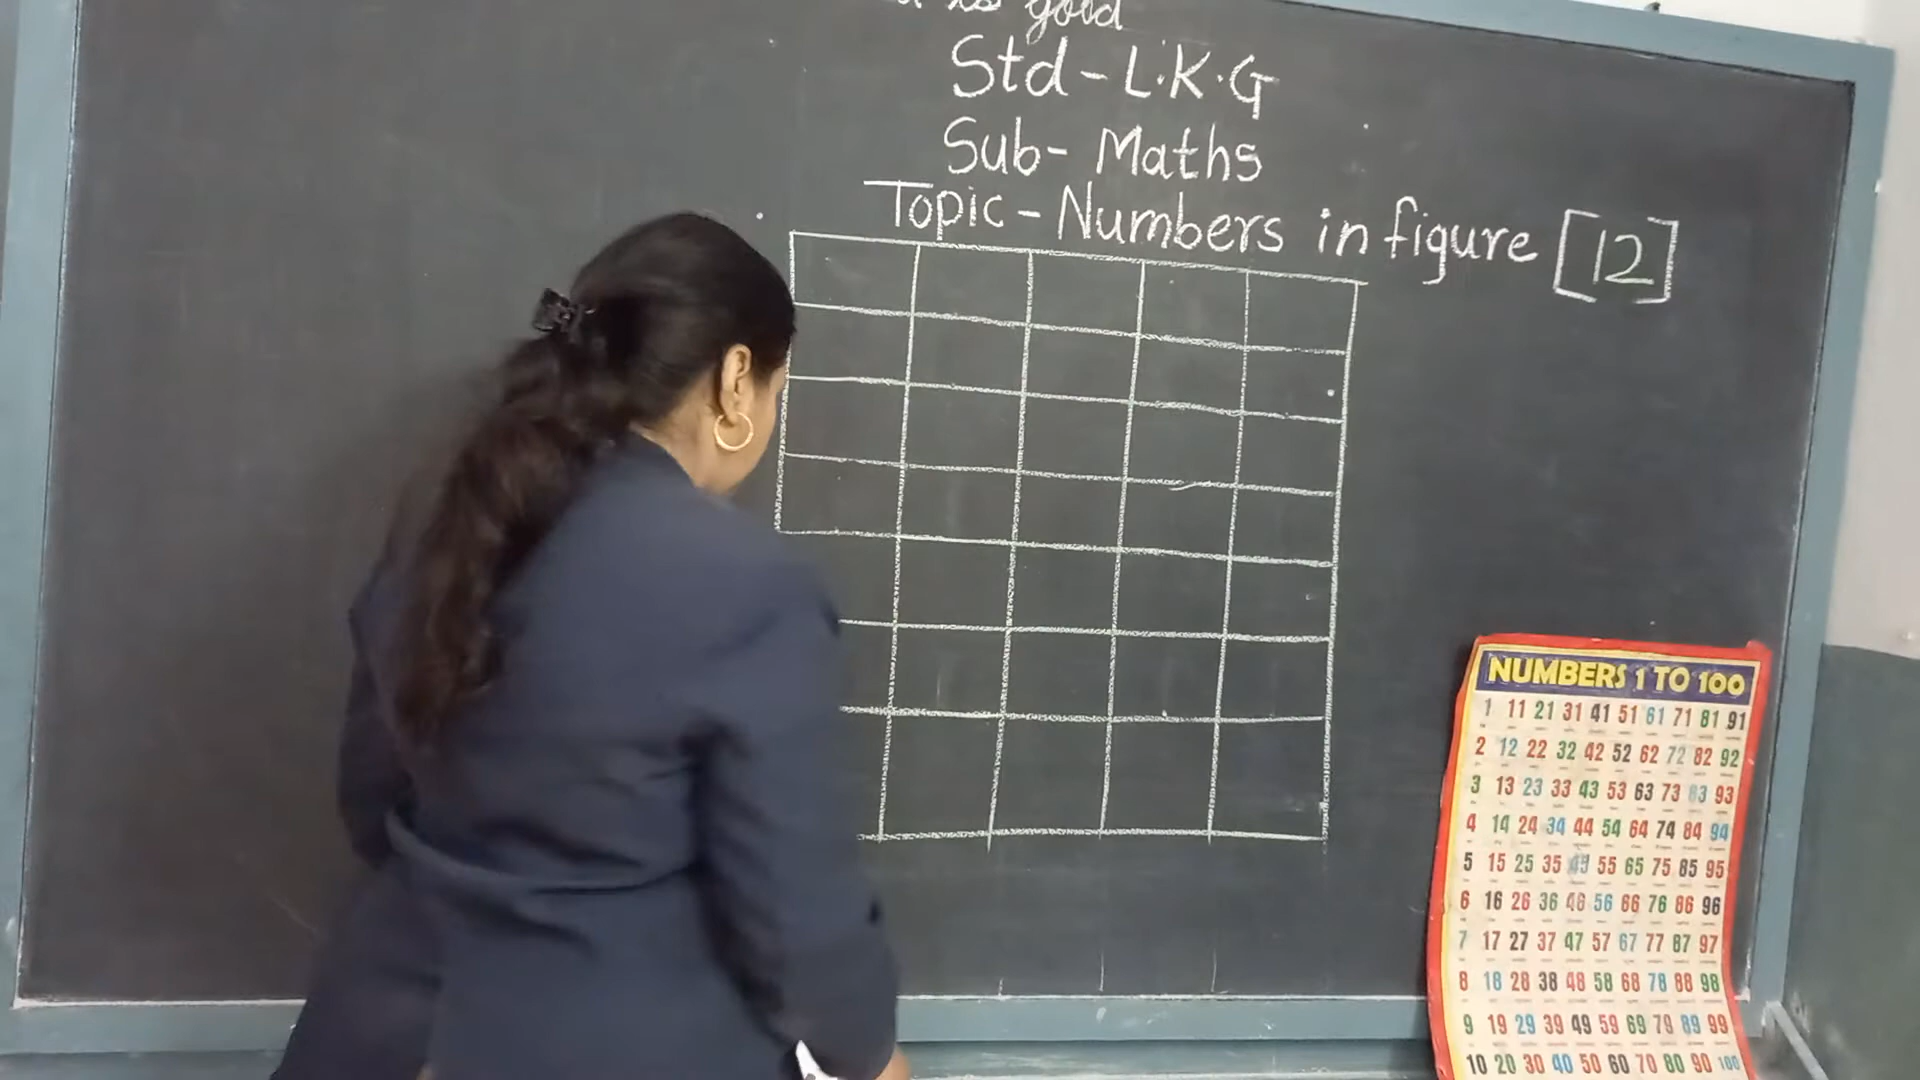 is good
Std - L.K.G
Sub - Maths
Topic - Numbers in figure [12]
NUMBERS 1 TO 100
1 11 21 31 41 51 61 71 81 91
2 12 22 32 42 52 62 72 82 92
3 13 23 33 43 53 63 73 83 93
4 14 24 34 44 54 64 74 84 94
5 15 25 35 45 55 65 75 85 95
6 16 26 36 46 56 66 76 86 96
7 17 27 37 47 57 67 77 87 97
8 18 28 38 48 58 68 78 88 98
9 19 29 39 49 59 69 79 89 99
10 20 30 40 50 60 70 80 90 100